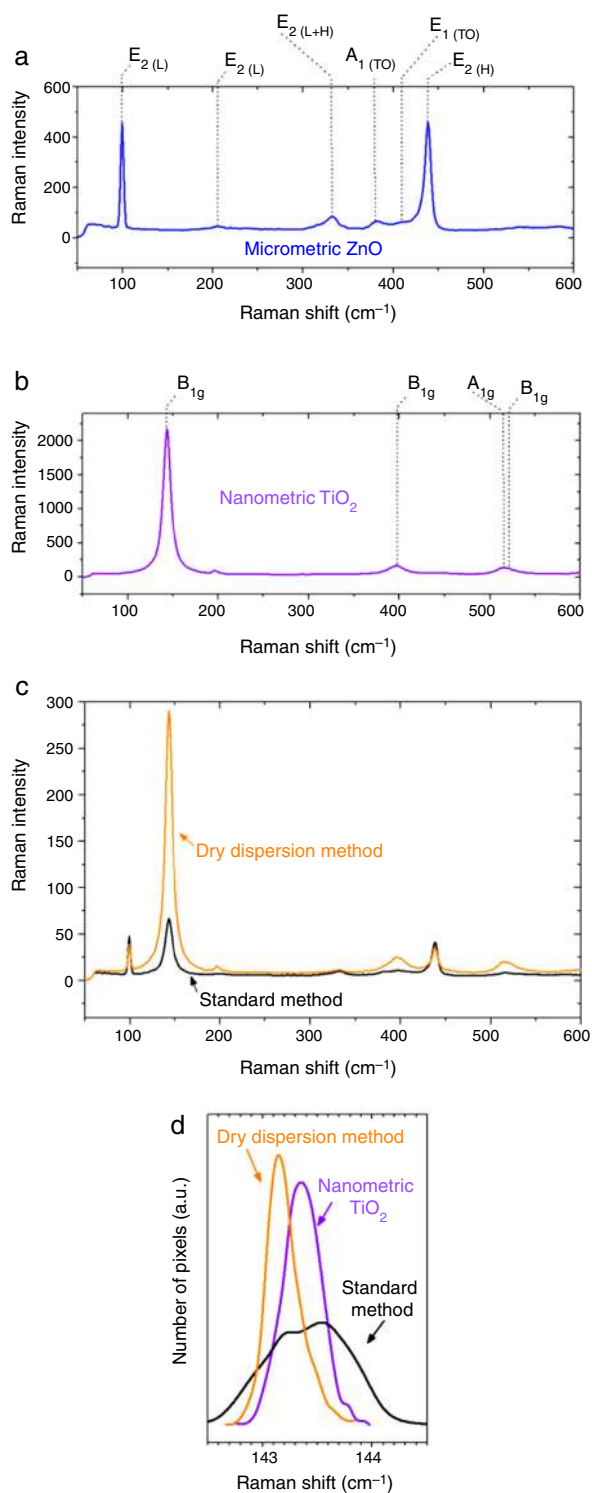 a
E2 (L)
E2 (L)
E2 (L+H)
A1 (TO)
E1 (TO)
E2 (H)
Raman intensity
600
400
200
0
Micrometric ZnO
100 200 300 400 500 600
Raman shift (cm–1)
b
B1g
B1g
A1g
B1g
Raman intensity
2000
1500
1000
500
0
Nanometric TiO2
100 200 300 400 500 600
Raman shift (cm–1)
c
Raman intensity
300
250
200
150
100
50
0
Dry dispersion method
Standard method
100 200 300 400 500 600
Raman shift (cm–1)
d
Dry dispersion method
Nanometric
TiO2
Standard
method
Number of pixels (a.u.)
143 144
Raman shift (cm–1)